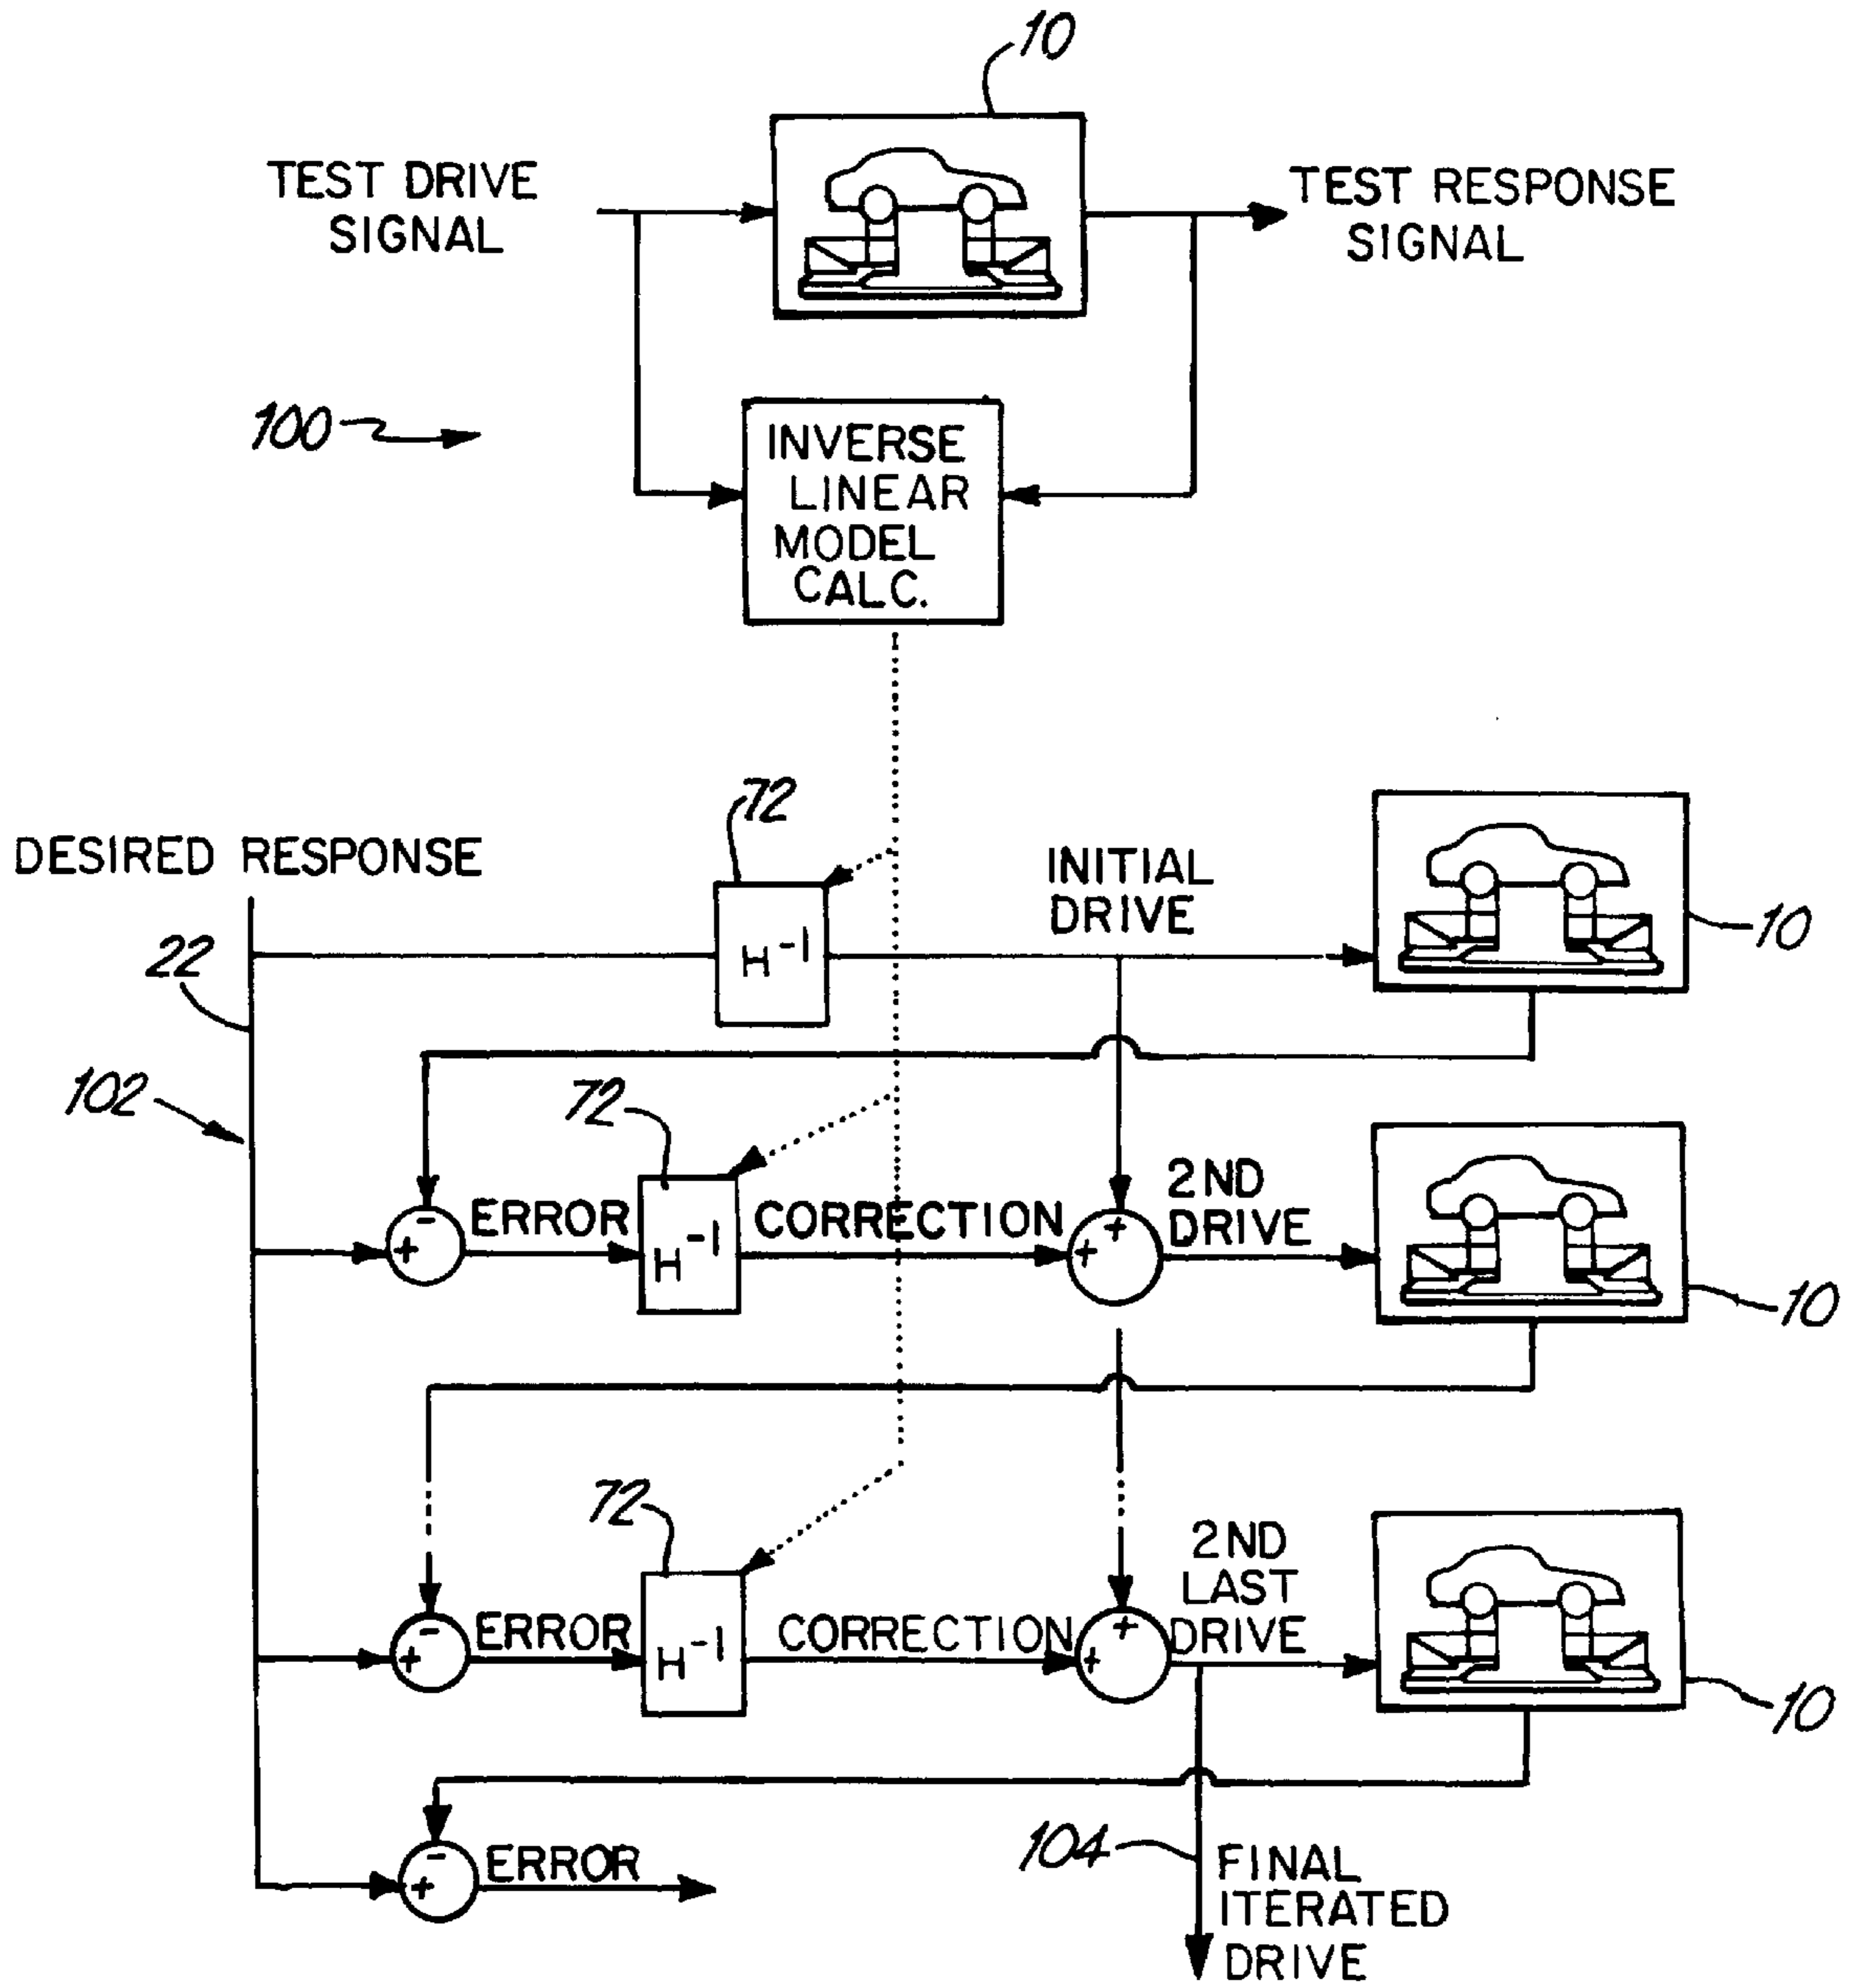 10
TEST DRIVE
SIGNAL
TEST RESPONSE
SIGNAL
100
INVERSE
LINEAR
MODEL
CALC.
72
DESIRED RESPONSE
INITIAL
DRIVE
22
H-1
10
102
72
-
+
ERROR
H-1
CORRECTION
+
+
2ND
DRIVE
10
72
-
+
ERROR
H-1
CORRECTION
+
+
2ND
LAST
DRIVE
10
-
+
ERROR
104
FINAL
ITERATED
DRIVE